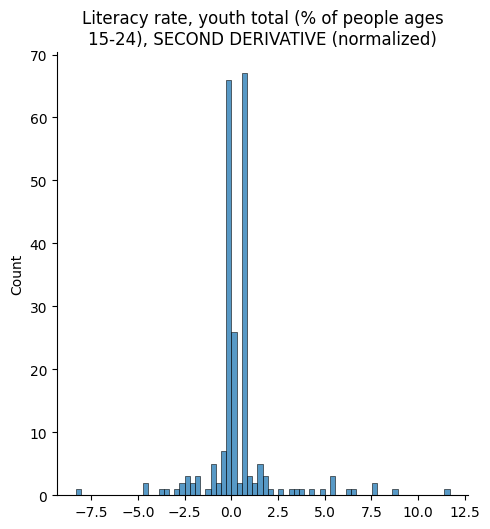 Literacy rate, youth total (% of people ages
15-24), SECOND DERIVATIVE (normalized)
70
60
50
40
30
20
10
0
Count
−7.5 −5.0 −2.5 0.0 2.5 5.0 7.5 10.0 12.5